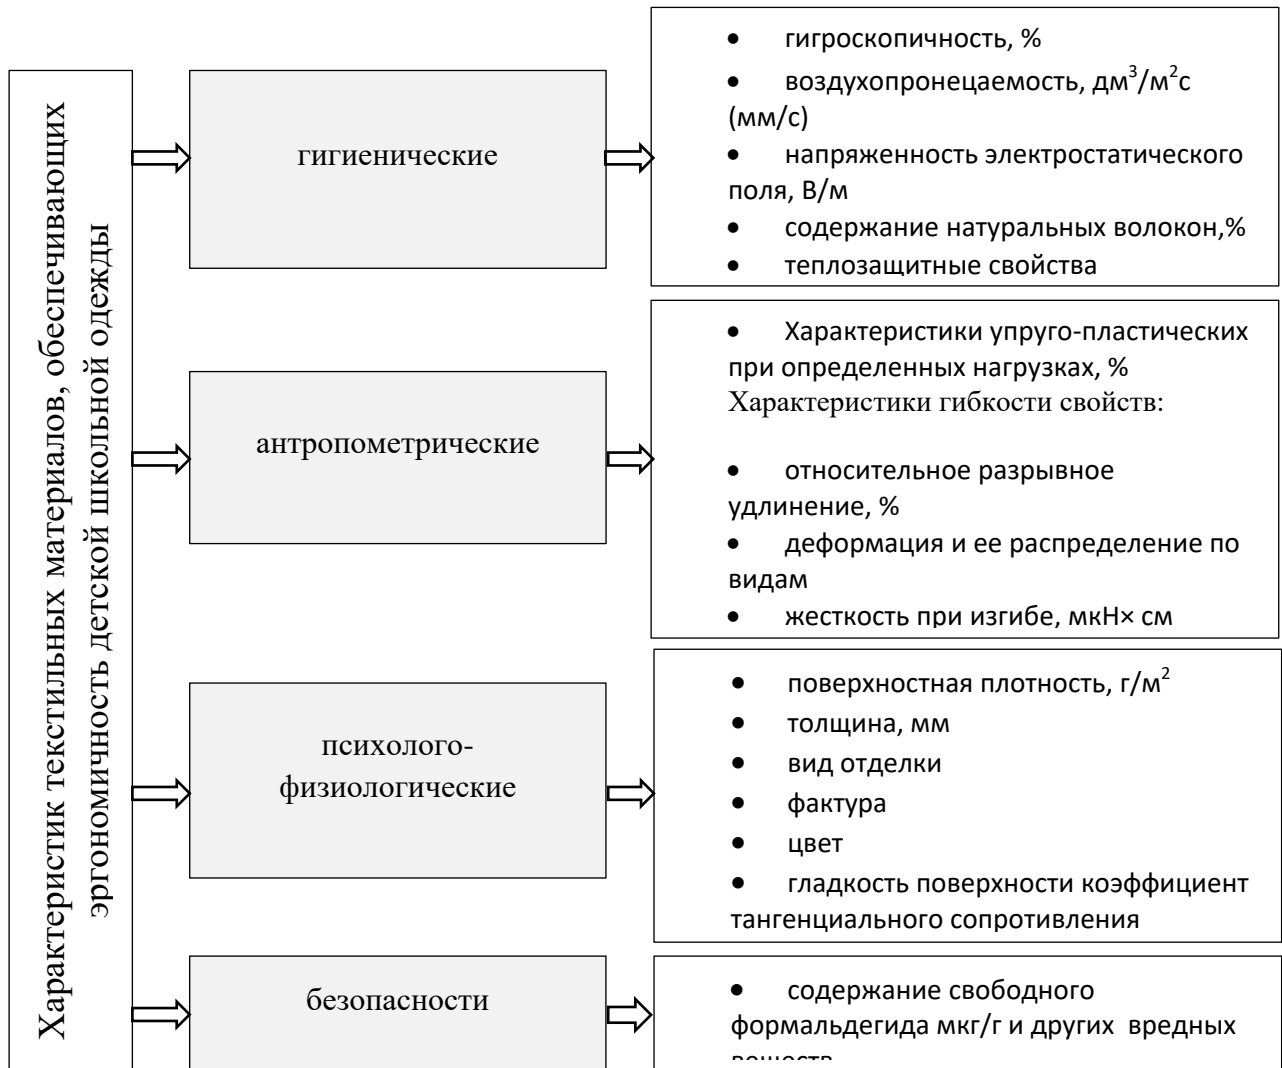 Характеристик текстильных материалов, обеспечивающих
эргономичность детской школьной одежды
гигиенические
• гигроскопичность, %
• воздухопронецаемость, дм³/м²с
(мм/с)
• напряженность электростатического
поля, В/м
• содержание натуральных волокон,%
• теплозащитные свойства
антропометрические
• Характеристики упруго-пластических
при определенных нагрузках, %
Характеристики гибкости свойств:
• относительное разрывное
удлинение, %
• деформация и ее распределение по
видам
• жесткость при изгибе, мкН× см
психолого-
физиологические
• поверхностная плотность, г/м²
• толщина, мм
• вид отделки
• фактура
• цвет
• гладкость поверхности коэффициент
тангенциального сопротивления
безопасности
• содержание свободного
формальдегида мкг/г и других вредных